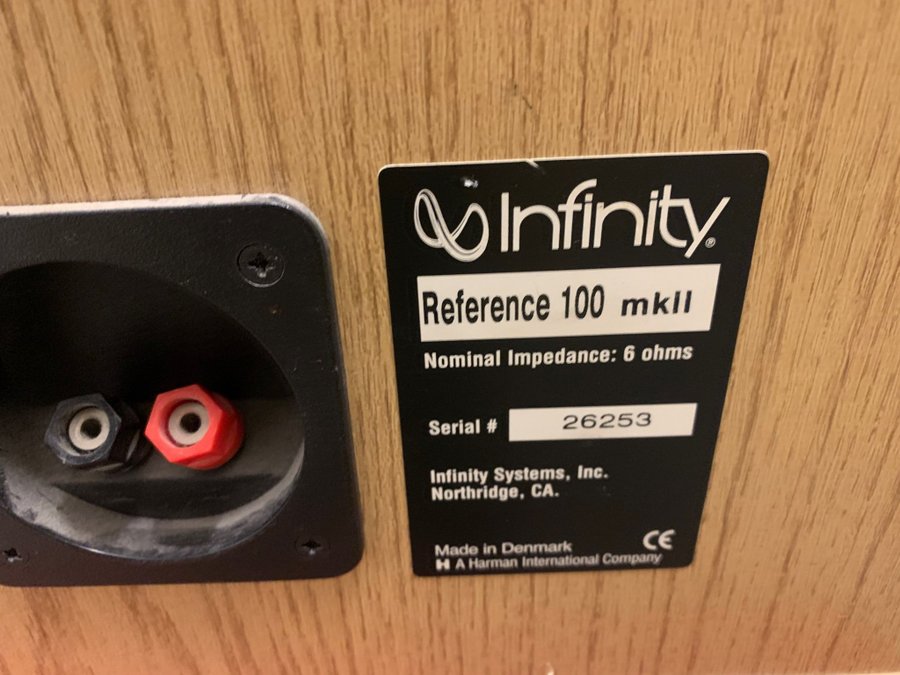 Infinity®
Reference 100 mkII
Nominal Impedance: 6 ohms
Serial # 26253
Infinity Systems, Inc.
Northridge, CA.
Made in Denmark
CE
H A Harman International Company